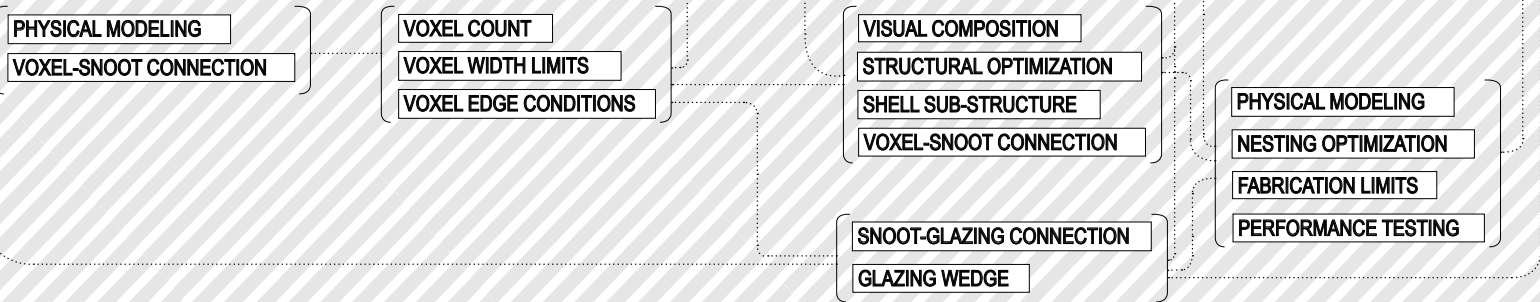 PHYSICAL MODELING
VOXEL-SNOOT CONNECTION
VOXEL COUNT
VOXEL WIDTH LIMITS
VOXEL EDGE CONDITIONS
VISUAL COMPOSITION
STRUCTURAL OPTIMIZATION
SHELL SUB-STRUCTURE
VOXEL-SNOOT CONNECTION
SNOOT-GLAZING CONNECTION
GLAZING WEDGE
PHYSICAL MODELING
NESTING OPTIMIZATION
FABRICATION LIMITS
PERFORMANCE TESTING